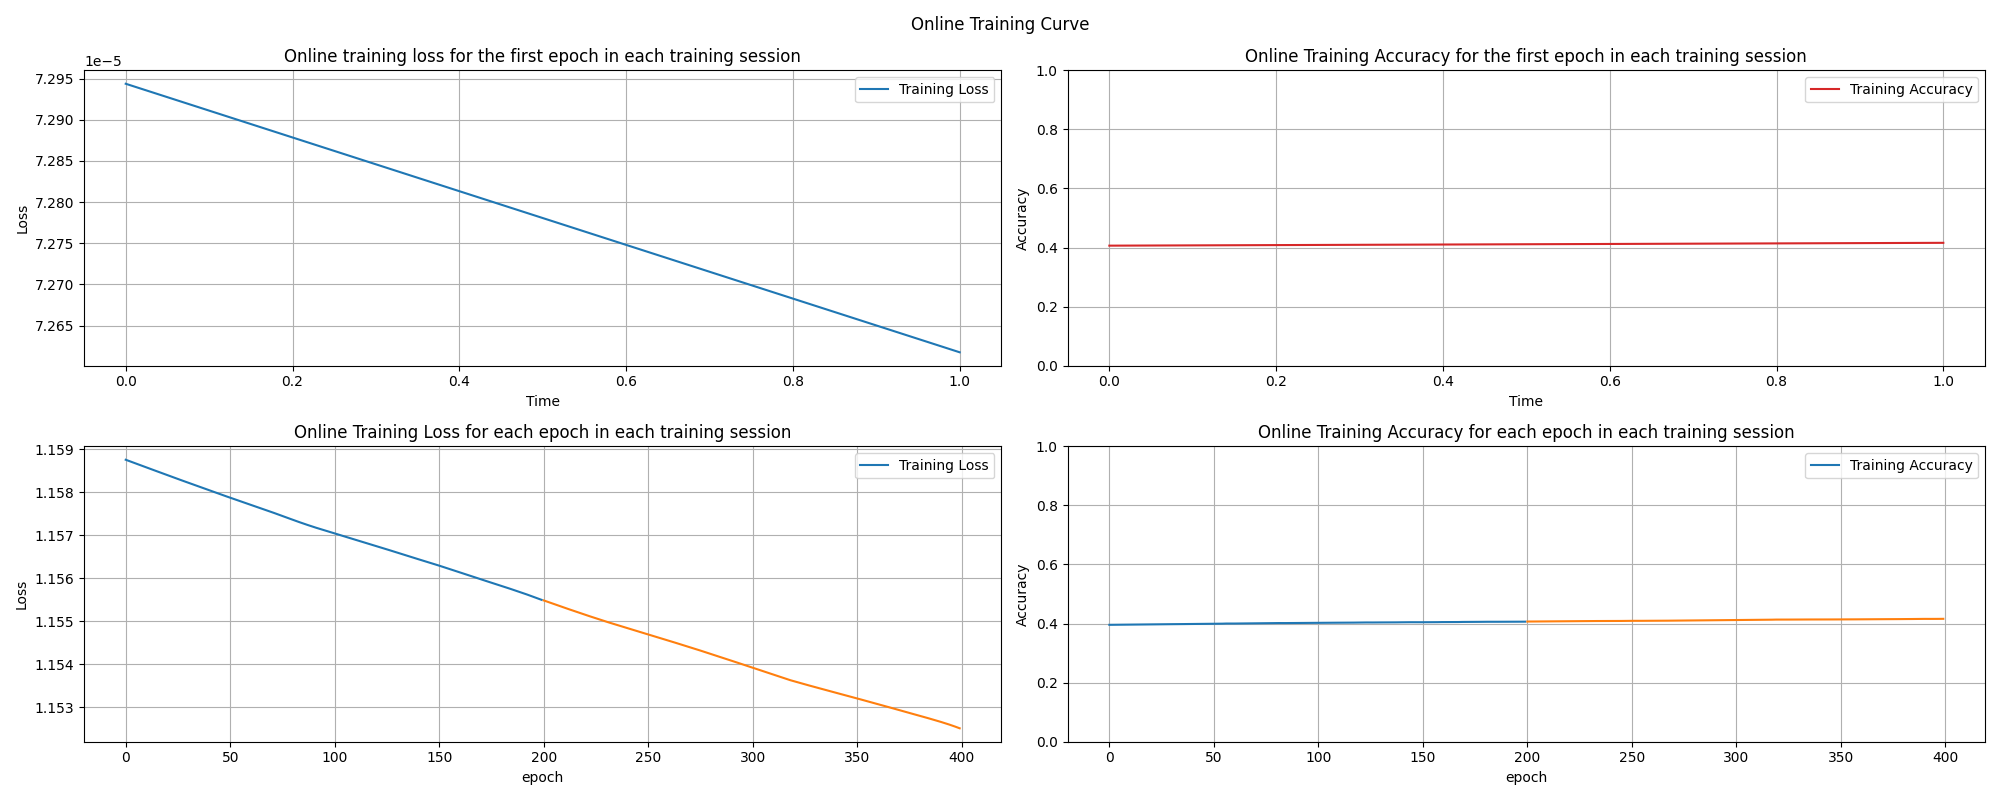 Online Training Curve
Online training loss for the first epoch in each training session
1e−5
7.295
7.290
7.285
7.280
7.275
7.270
7.265
Loss
Training Loss
0.0 0.2 0.4 0.6 0.8 1.0
Time
Online Training Accuracy for the first epoch in each training session
1.0
0.8
0.6
0.4
0.2
0.0
Accuracy
Training Accuracy
0.0 0.2 0.4 0.6 0.8 1.0
Time
Online Training Loss for each epoch in each training session
1.159
1.158
1.157
1.156
1.155
1.154
1.153
Loss
Training Loss
0 50 100 150 200 250 300 350 400
epoch
Online Training Accuracy for each epoch in each training session
1.0
0.8
0.6
0.4
0.2
0.0
Accuracy
Training Accuracy
0 50 100 150 200 250 300 350 400
epoch